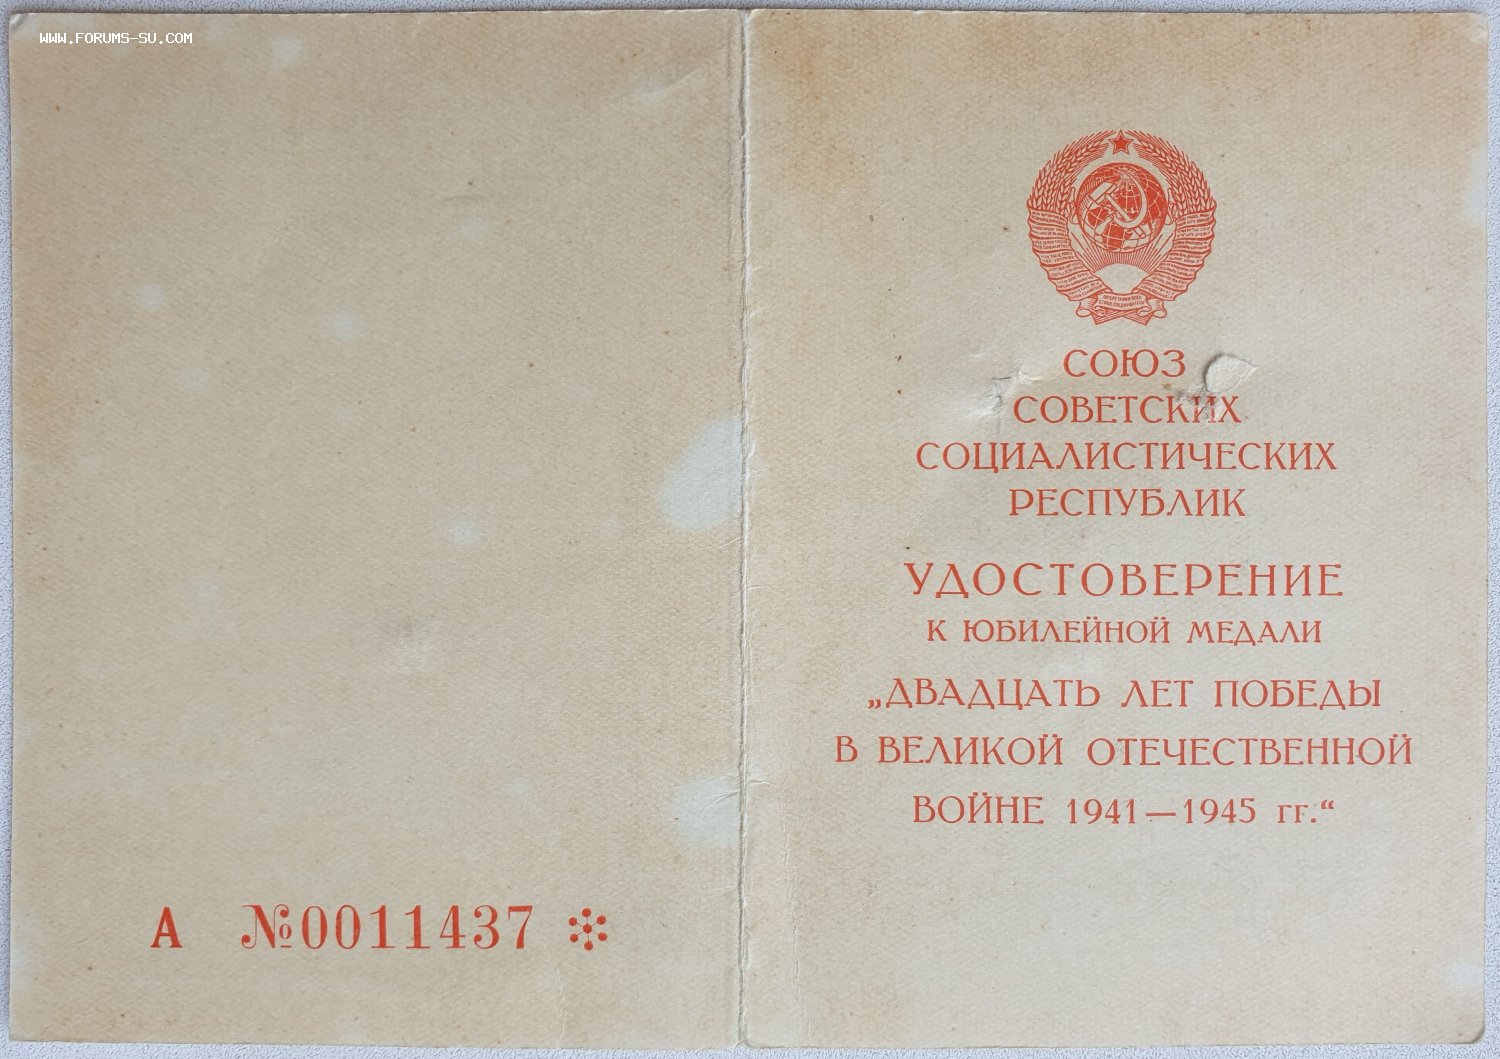 WWW.FORUMS-SU.COM
А №0011437
СОЮЗ
СОВЕТСКИХ
СОЦИАЛИСТИЧЕСКИХ
РЕСПУБЛИК
УДОСТОВЕРЕНИЕ
К ЮБИЛЕЙНОЙ МЕДАЛИ
„ДВАДЦАТЬ ЛЕТ ПОБЕДЫ
В ВЕЛИКОЙ ОТЕЧЕСТВЕННОЙ
ВОЙНЕ 1941—1945 гг.“